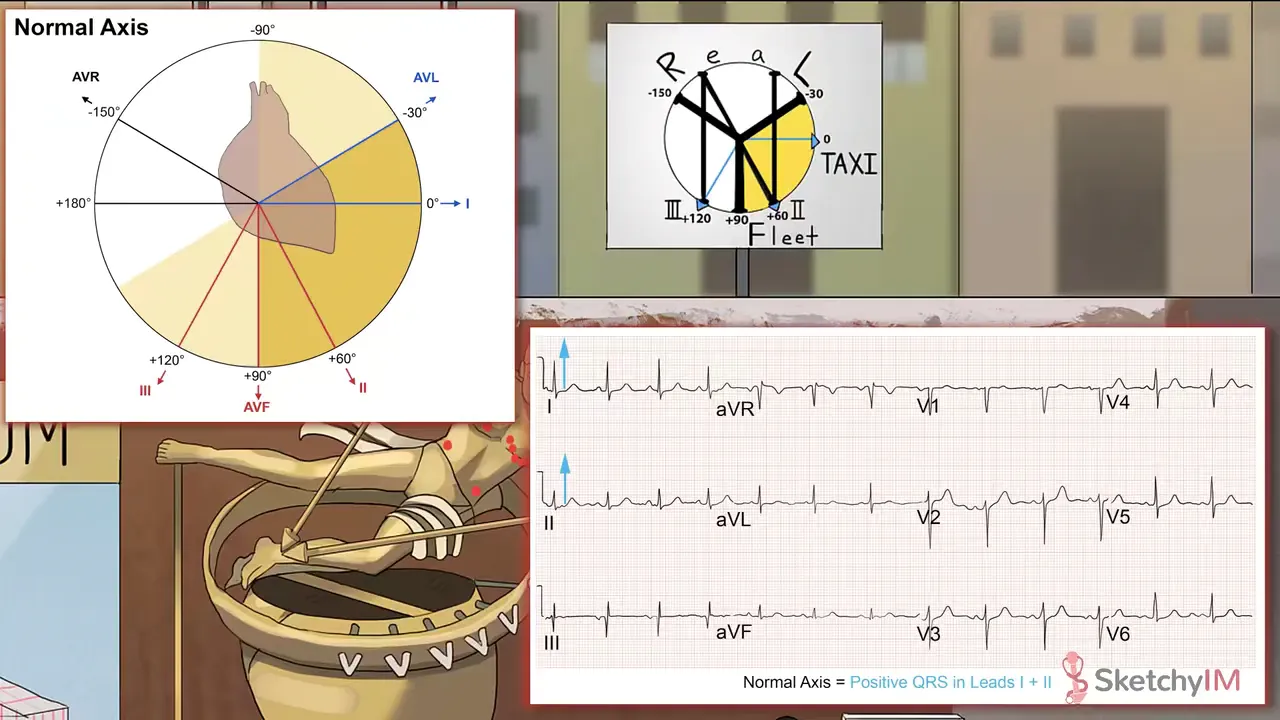 Normal Axis
-90°
AVR
AVL
-150°
-30°
+180°
0°
I
+120°
+60°
+90°
III
II
AVF
R e a L
-150
-30
0
TAXI
III
+120
+90
+60
II
Fleet
UM
I
aVR
V1
V4
II
aVL
V2
V5
III
aVF
V3
V6
Normal Axis = Positive QRS in Leads I + II
SketchyIM